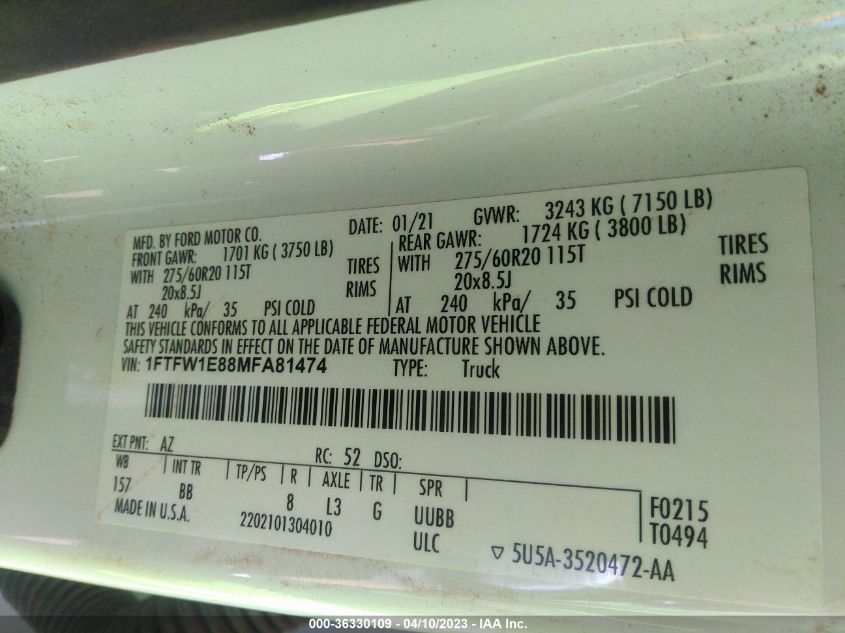 MFD. BY FORD MOTOR CO. DATE: 01/21 GVWR: 3243 KG ( 7150 LB)
FRONT GAWR: 1701 KG ( 3750 LB) REAR GAWR: 1724 KG ( 3800 LB)
WITH 275/60R20 115T TIRES WITH 275/60R20 115T TIRES
20x8.5J RIMS 20x8.5J RIMS
AT 240 kPa/ 35 PSI COLD AT 240 kPa/ 35 PSI COLD
THIS VEHICLE CONFORMS TO ALL APPLICABLE FEDERAL MOTOR VEHICLE
SAFETY STANDARDS IN EFFECT ON THE DATE OF MANUFACTURE SHOWN ABOVE.
VIN: 1FTFW1E88MFA81474 TYPE: Truck
EXT PNT: AZ RC: 52 DSO:
WB INT TR TP/PS R AXLE TR SPR
157 BB 8 L3 G UUBB F0215
MADE IN U.S.A. 2202101304010 ULC T0494
5U5A-3520472-AA
000-36330109 - 04/10/2023 - IAA Inc.